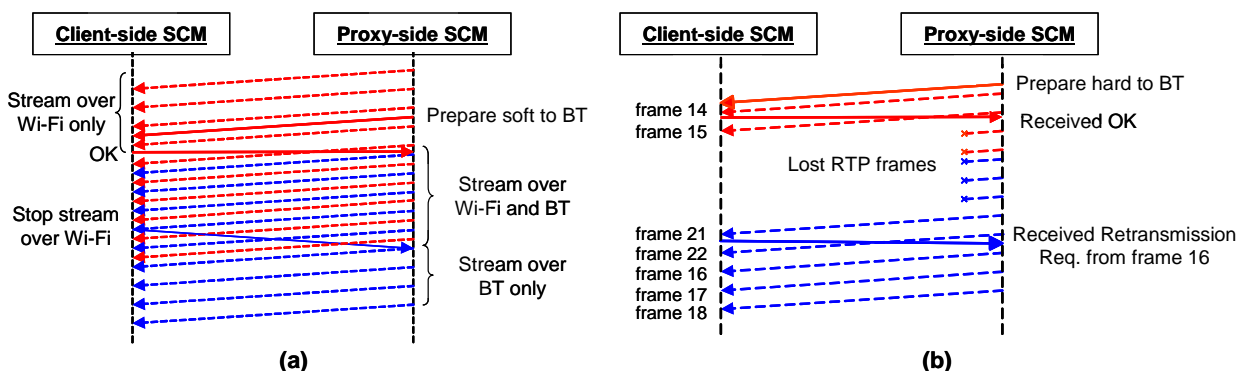 Client-side SCM
Proxy-side SCM
Stream over
Wi-Fi only
Prepare soft to BT
OK
Stream over
Wi-Fi and BT
Stop stream
over Wi-Fi
Stream over
BT only
(a)
Client-side SCM
Proxy-side SCM
Prepare hard to BT
frame 14
Received OK
frame 15
Lost RTP frames
frame 21
Received Retransmission
Req. from frame 16
frame 22
frame 16
frame 17
frame 18
(b)